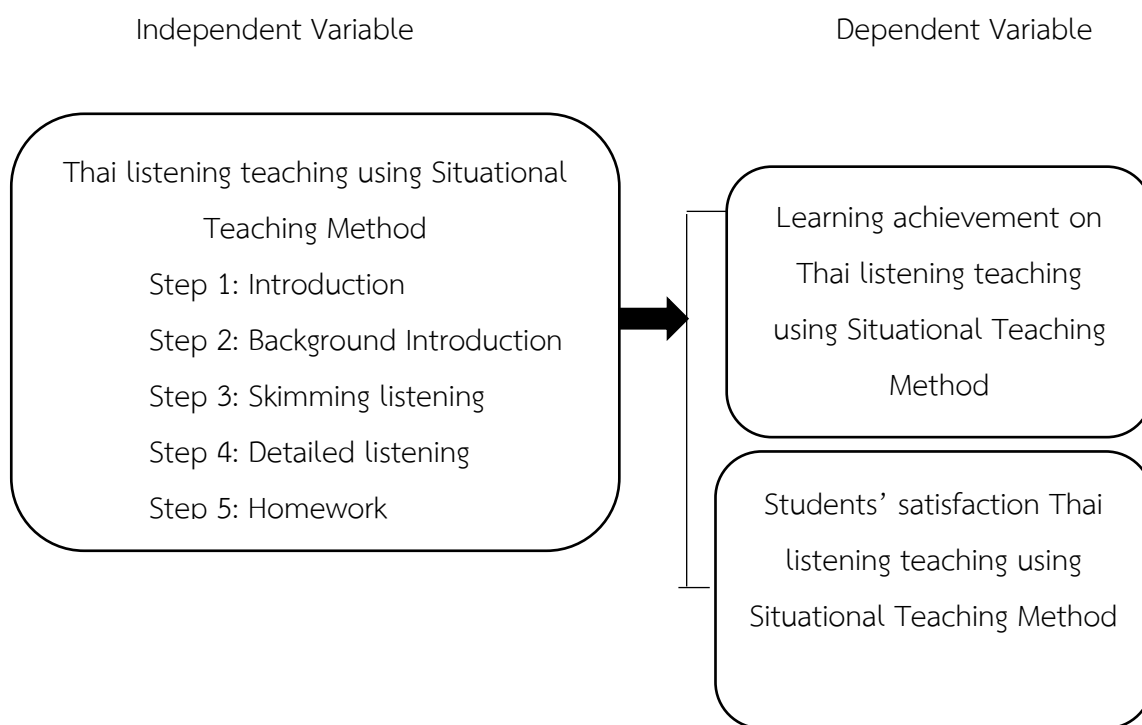 Independent Variable
Dependent Variable
Thai listening teaching using Situational
Teaching Method
Step 1: Introduction
Step 2: Background Introduction
Step 3: Skimming listening
Step 4: Detailed listening
Step 5: Homework
Learning achievement on
Thai listening teaching
using Situational Teaching
Method
Students’ satisfaction Thai
listening teaching using
Situational Teaching Method